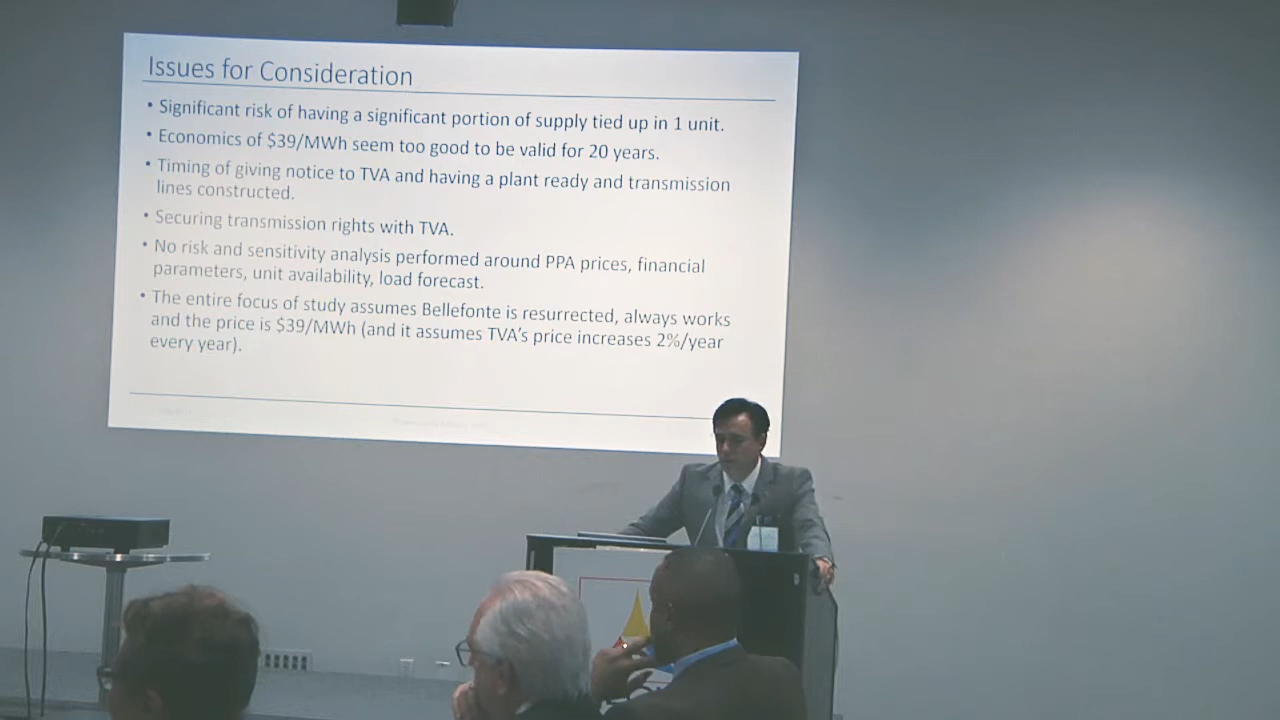 Issues for Consideration
• Significant risk of having a significant portion of supply tied up in 1 unit.
• Economics of $39/MWh seem too good to be valid for 20 years.
• Timing of giving notice to TVA and having a plant ready and transmission
lines constructed.
• Securing transmission rights with TVA.
• No risk and sensitivity analysis performed around PPA prices, financial
parameters, unit availability, load forecast.
• The entire focus of study assumes Bellefonte is resurrected, always works
and the price is $39/MWh (and it assumes TVA's price increases 2%/year
every year).